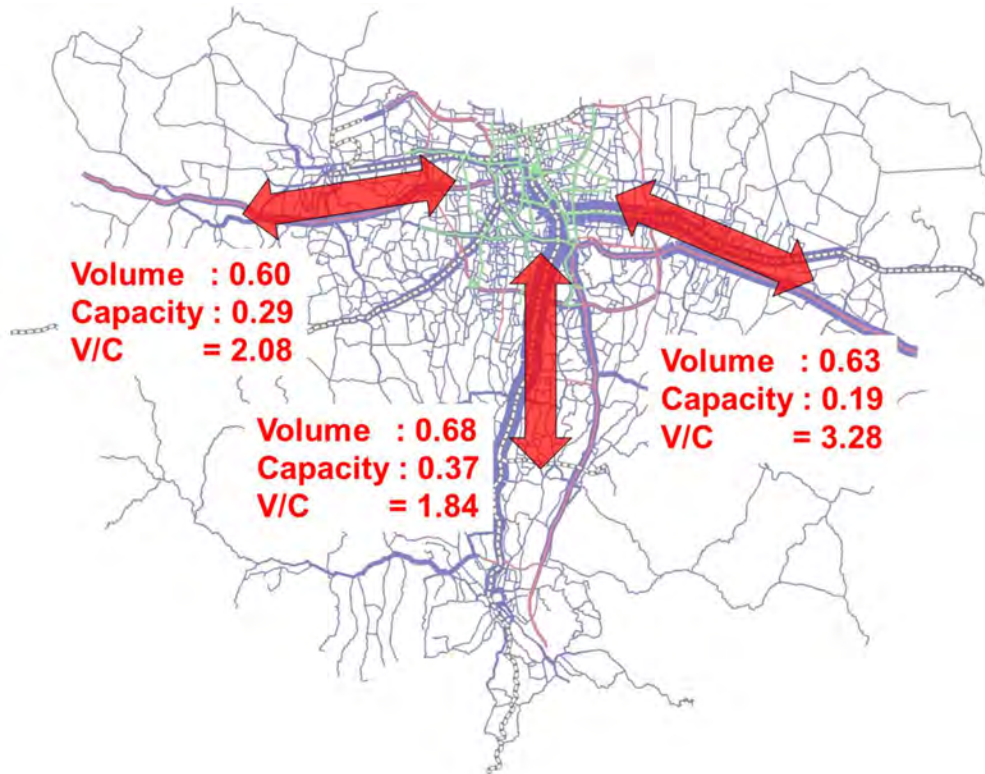 Volume : 0.60
Capacity : 0.29
V/C = 2.08
Volume : 0.68
Capacity : 0.37
V/C = 1.84
Volume : 0.63
Capacity : 0.19
V/C = 3.28